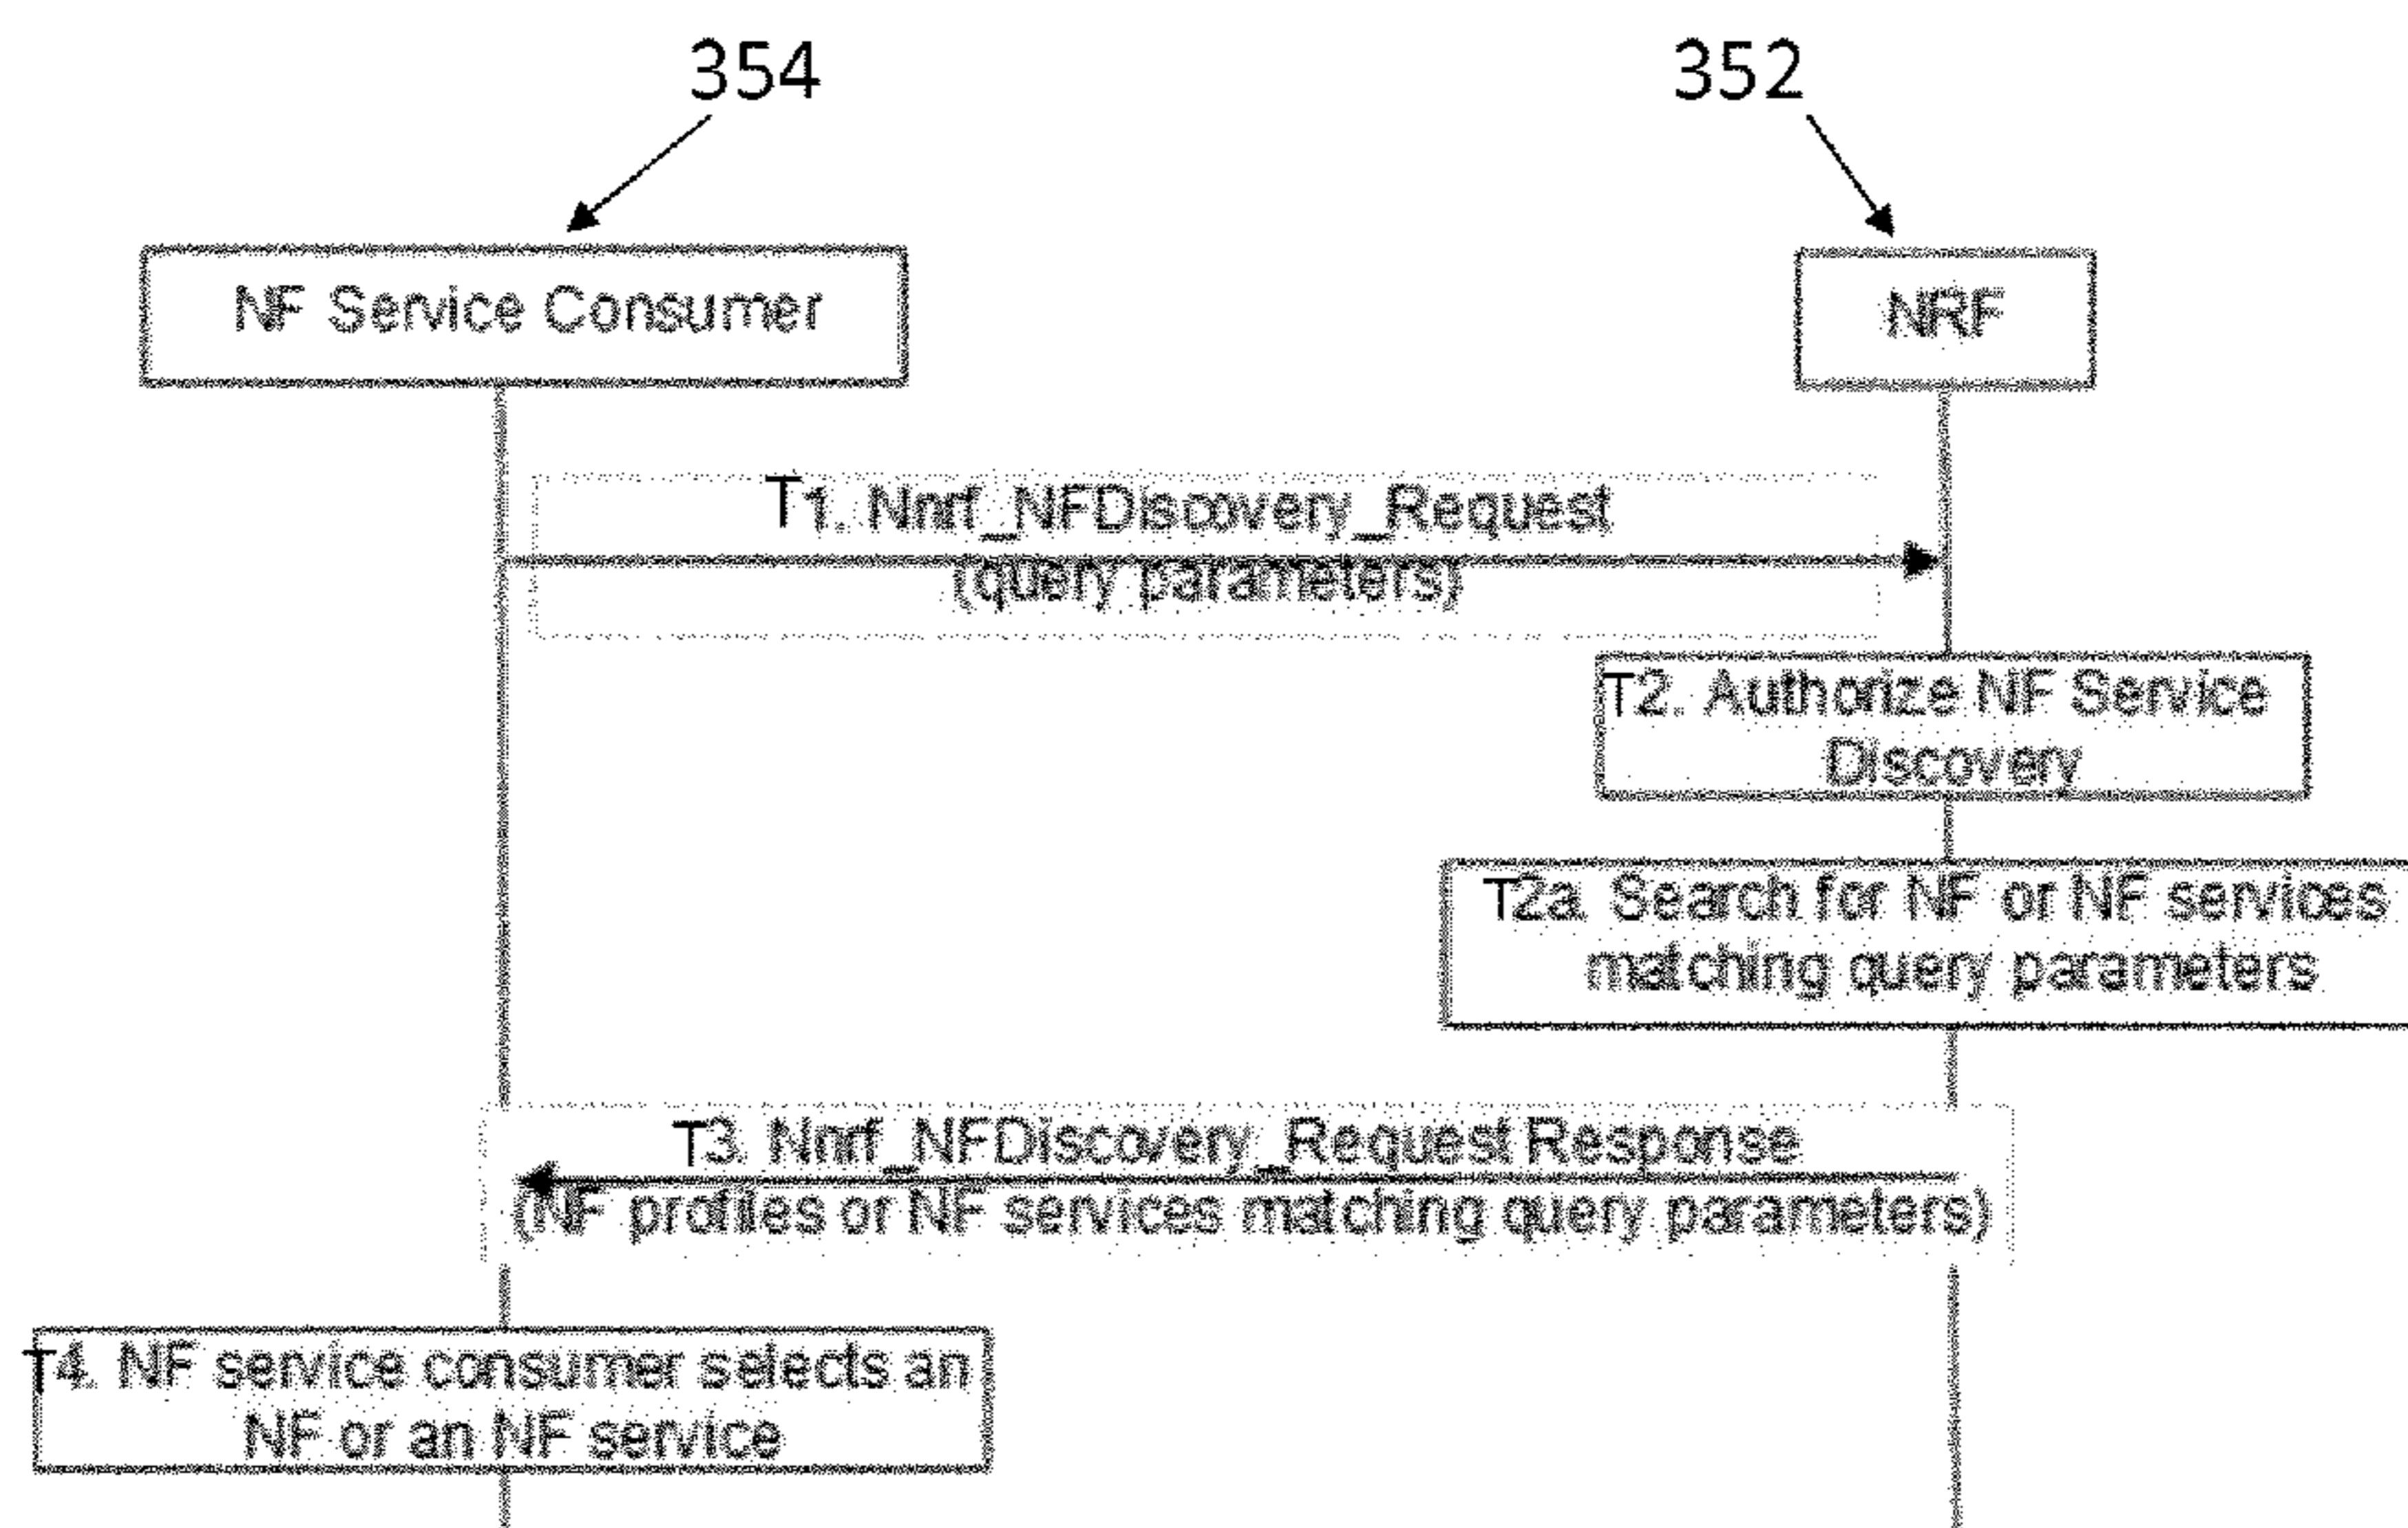 354
352
NF Service Consumer
NRF
T1. Nnrf_NFDiscovery_Request
(query parameters)
T2. Authorize NF Service
Discovery
T2a. Search for NF or NF services
matching query parameters
T3. Nnrf_NFDiscovery_Request Response
(NF profiles or NF services matching query parameters)
T4. NF service consumer selects an
NF or an NF service